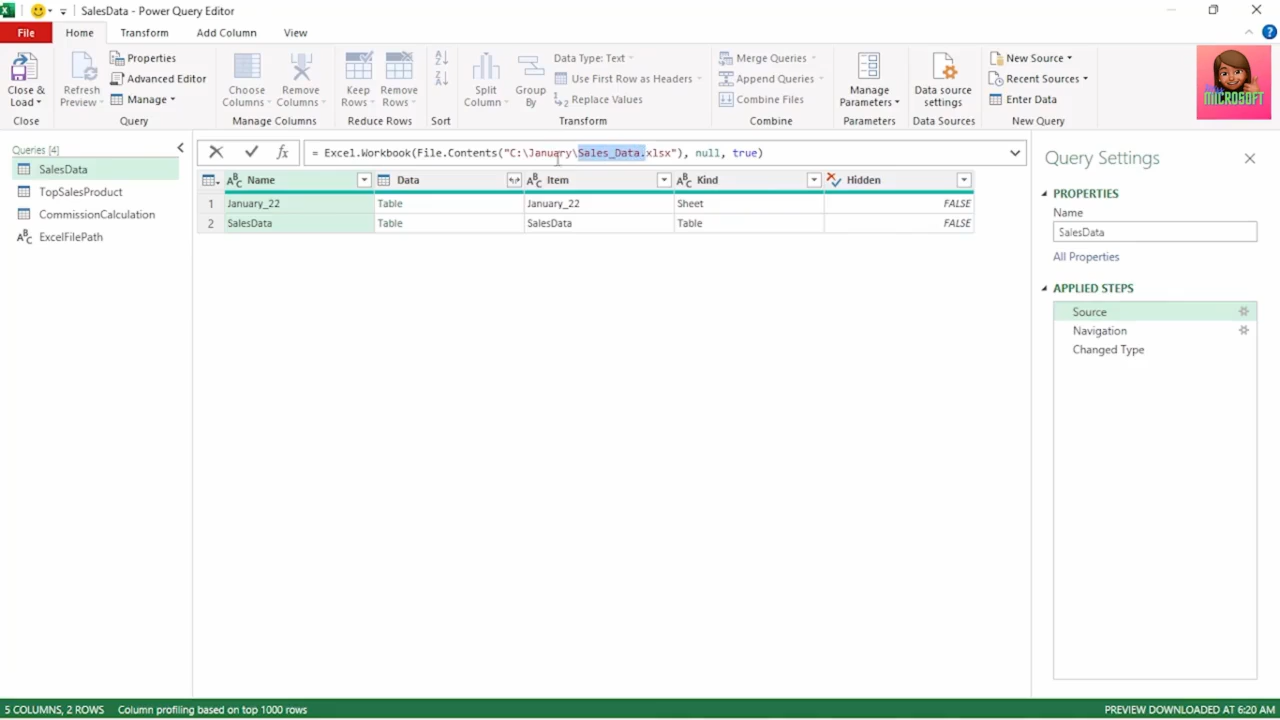 SalesData - Power Query Editor
File Home Transform Add Column View
Close & Load
Close
Refresh Preview
Properties
Advanced Editor
Manage
Query
Choose Columns
Remove Columns
Manage Columns
Keep Rows
Remove Rows
Reduce Rows
Sort
Split Column
Group By
Data Type: Text
Use First Row as Headers
Replace Values
Transform
Merge Queries
Append Queries
Combine Files
Combine
Manage Parameters
Parameters
Data source settings
Data Sources
New Source
Recent Sources
Enter Data
New Query
MICROSOFT
Queries [4]
SalesData
TopSalesProduct
CommissionCalculation
ExcelFilePath
= Excel.Workbook(File.Contents("C:\January\Sales_Data.xlsx"), null, true)
Name Data Item Kind Hidden
1 January_22 Table January_22 Sheet FALSE
2 SalesData Table SalesData Table FALSE
Query Settings
PROPERTIES
Name
SalesData
All Properties
APPLIED STEPS
Source
Navigation
Changed Type
5 COLUMNS, 2 ROWS Column profiling based on top 1000 rows
PREVIEW DOWNLOADED AT 6:20 AM